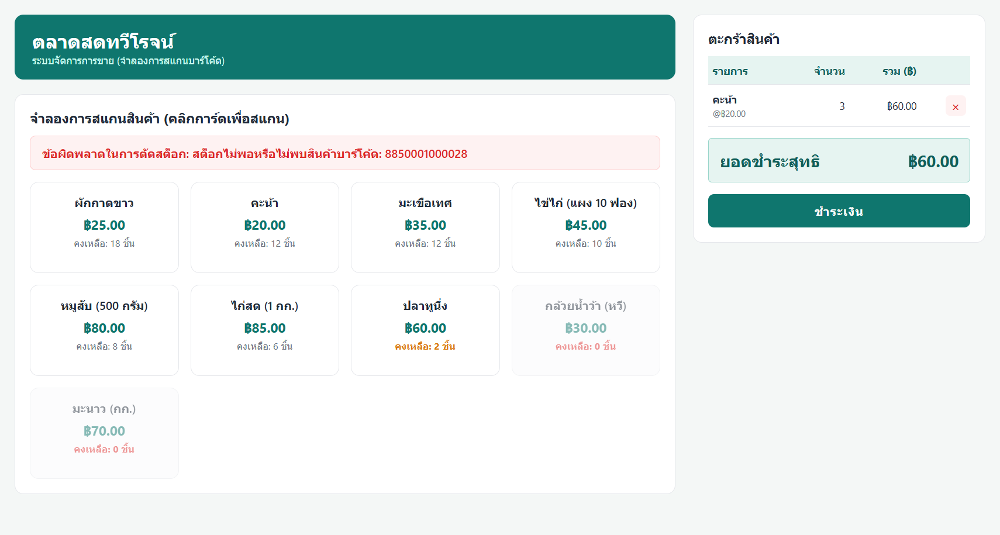 ตลาดสดทวีโรจน์
ระบบจัดการการขาย (จำลองการสแกนบาร์โค้ด)
จำลองการสแกนสินค้า (คลิกการ์ดเพื่อสแกน)
ข้อผิดพลาดในการตัดสต็อก: สต็อกไม่พอหรือไม่พบสินค้าบาร์โค้ด: 8850001000028
ผักกาดขาว
฿25.00
คงเหลือ: 18 ชิ้น
คะน้า
฿20.00
คงเหลือ: 12 ชิ้น
มะเขือเทศ
฿35.00
คงเหลือ: 12 ชิ้น
ไข่ไก่ (แผง 10 ฟอง)
฿45.00
คงเหลือ: 10 ชิ้น
หมูสับ (500 กรัม)
฿80.00
คงเหลือ: 8 ชิ้น
ไก่สด (1 กก.)
฿85.00
คงเหลือ: 6 ชิ้น
ปลาทูนึ่ง
฿60.00
คงเหลือ: 2 ชิ้น
กล้วยน้ำว้า (หวี)
฿30.00
คงเหลือ: 0 ชิ้น
มะนาว (กก.)
฿70.00
คงเหลือ: 0 ชิ้น
ตะกร้าสินค้า
รายการ จำนวน รวม (฿)
คะน้า 3 ฿60.00 ×
@฿20.00
ยอดชำระสุทธิ ฿60.00
ชำระเงิน